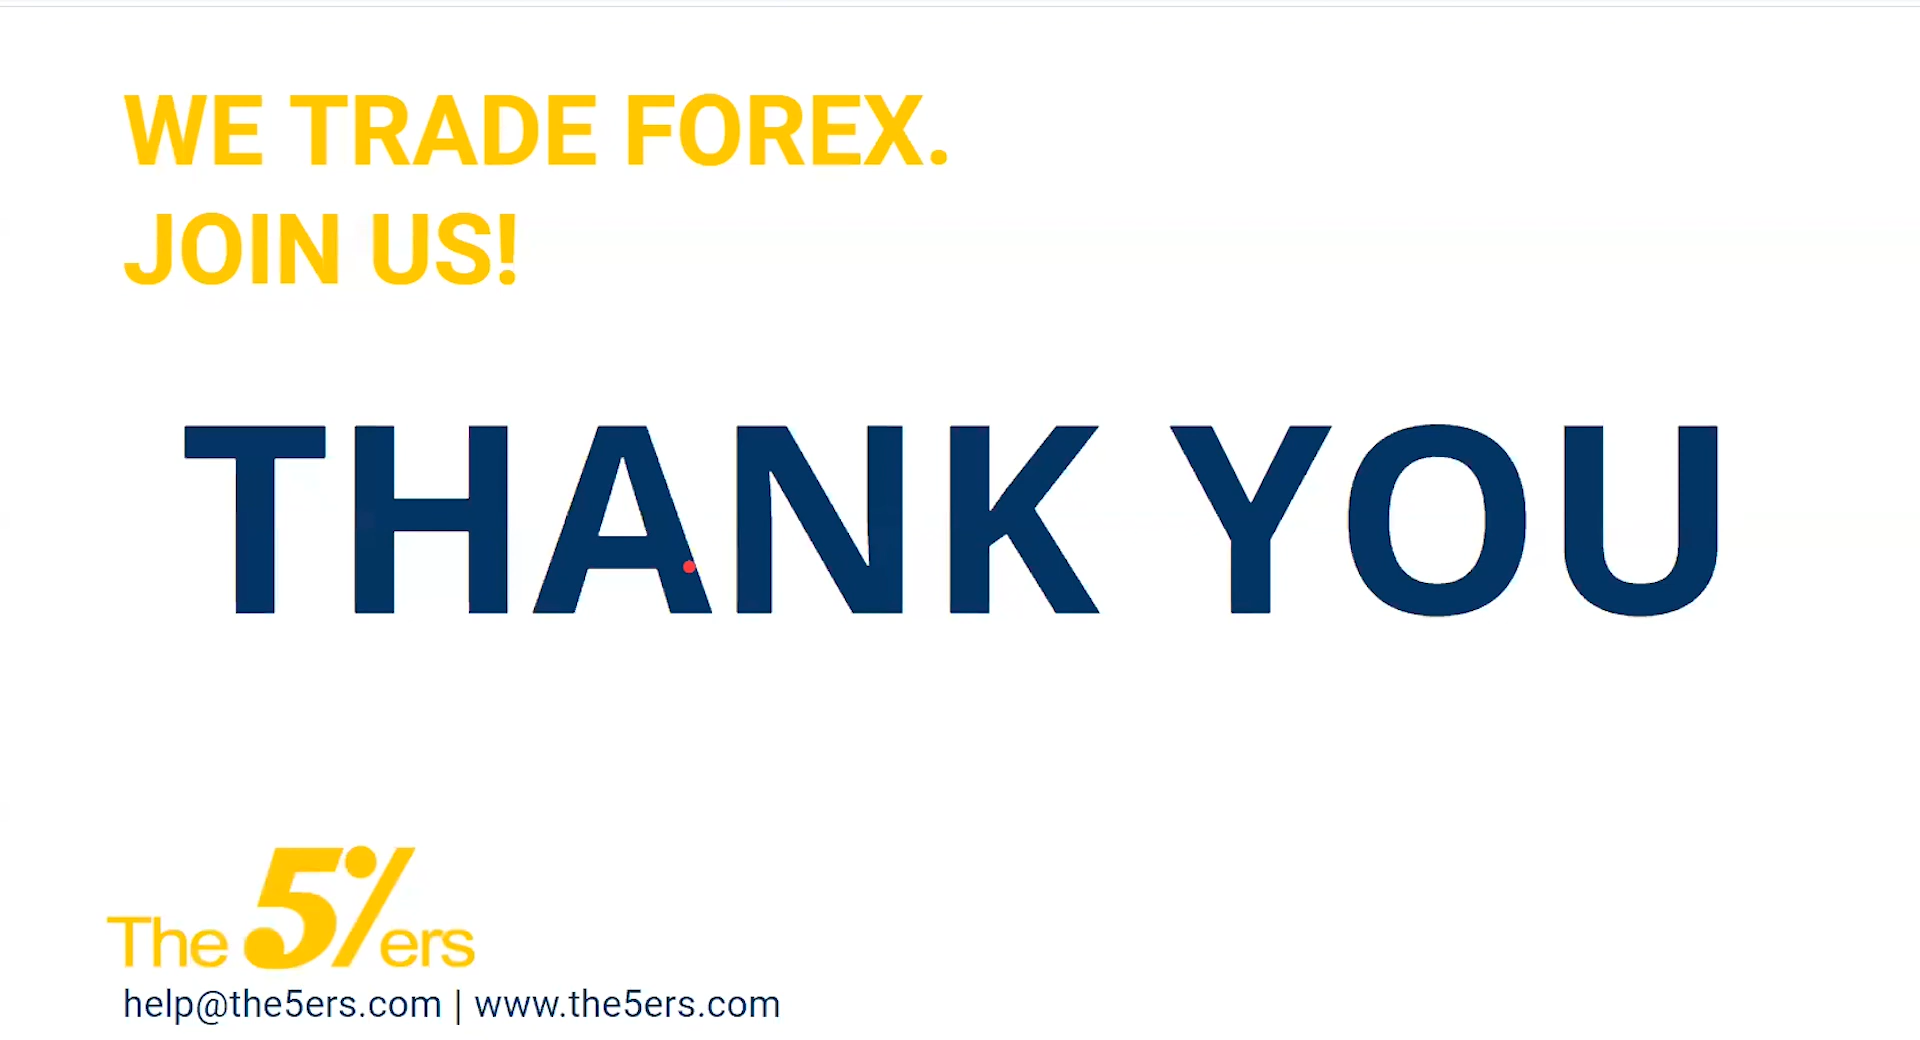 WE TRADE FOREX.
JOIN US!
THANK YOU
The 5%ers
help@the5ers.com | www.the5ers.com